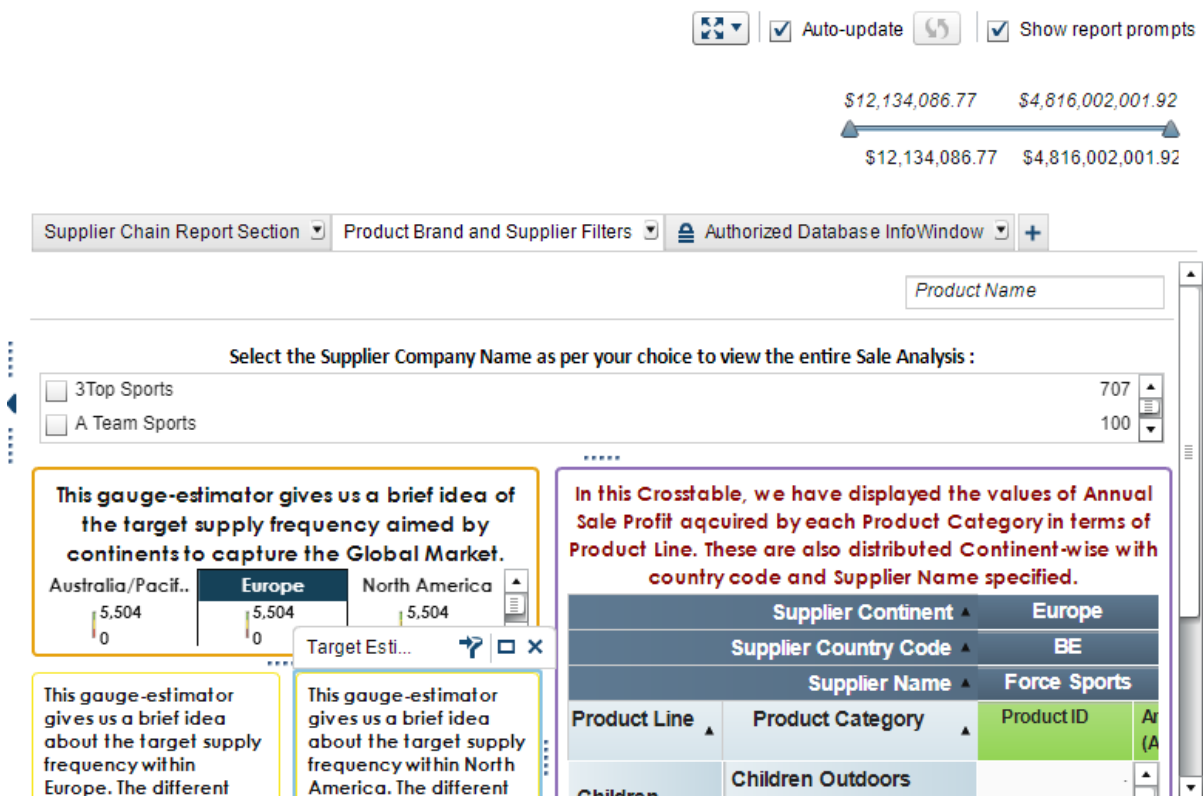 Auto-update
Show report prompts
$12,134,086.77 $4,816,002,001.92
$12,134,086.77 $4,816,002,001.92
Supplier Chain Report Section
Product Brand and Supplier Filters
Authorized Database InfoWindow
+
Product Name
Select the Supplier Company Name as per your choice to view the entire Sale Analysis :
3Top Sports 707
A Team Sports 100
This gauge-estimator gives us a brief idea of
the target supply frequency aimed by
continents to capture the Global Market.
Australia/Pacif.. Europe North America
5,504 5,504 5,504
0 0
Target Esti...
This gauge-estimator
gives us a brief idea
about the target supply
frequency within
Europe. The different
This gauge-estimator
gives us a brief idea
about the target supply
frequency within North
America. The different
In this Crosstable, we have displayed the values of Annual
Sale Profit aqcuired by each Product Category in terms of
Product Line. These are also distributed Continent-wise with
country code and Supplier Name specified.
Supplier Continent Europe
Supplier Country Code BE
Supplier Name Force Sports
Product Line Product Category Product ID
Children Children Outdoors